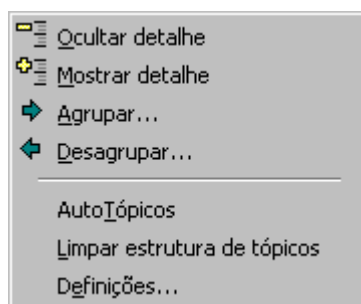 Ocultar detalhe
Mostrar detalhe
Agrupar...
Desagrupar...
AutoTópicos
Limpar estrutura de tópicos
Definições...